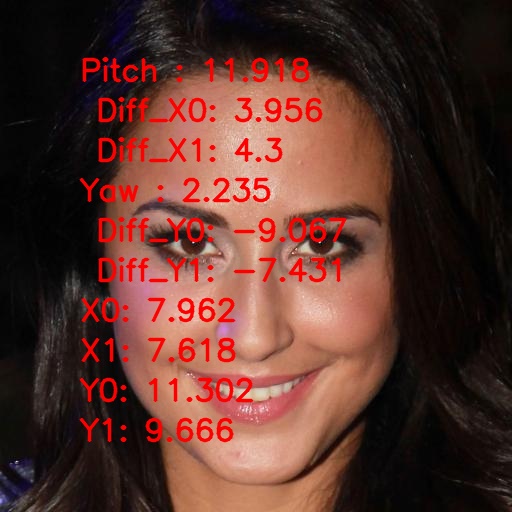 Pitch : 11.918
Diff_X0: 3.956
Diff_X1: 4.3
Yaw : 2.235
Diff_Y0: -9.067
Diff_Y1: -7.431
X0: 7.962
X1: 7.618
Y0: 11.302
Y1: 9.666